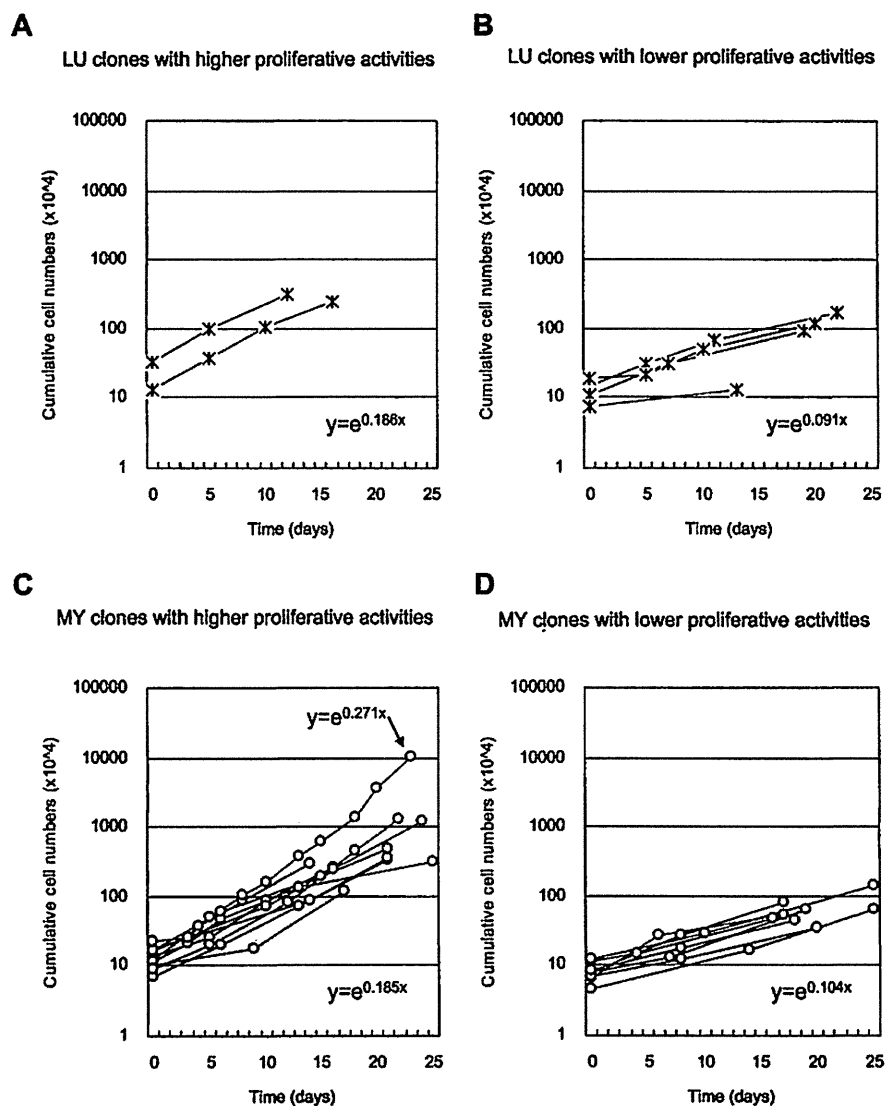 A
LU clones with higher proliferative activities
Cumulative cell numbers (x10^4)
100000
10000
1000
100
10
1
y=e0.186x
0 5 10 15 20 25
Time (days)
B
LU clones with lower proliferative activities
Cumulative cell numbers (x10^4)
100000
10000
1000
100
10
1
y=e0.091x
0 5 10 15 20 25
Time (days)
C
MY clones with higher proliferative activities
Cumulative cell numbers (x10^4)
100000
10000
1000
100
10
1
y=e0.271x
y=e0.185x
0 5 10 15 20 25
Time (days)
D
MY clones with lower proliferative activities
Cumulative cell numbers (x10^4)
100000
10000
1000
100
10
1
y=e0.104x
0 5 10 15 20 25
Time (days)